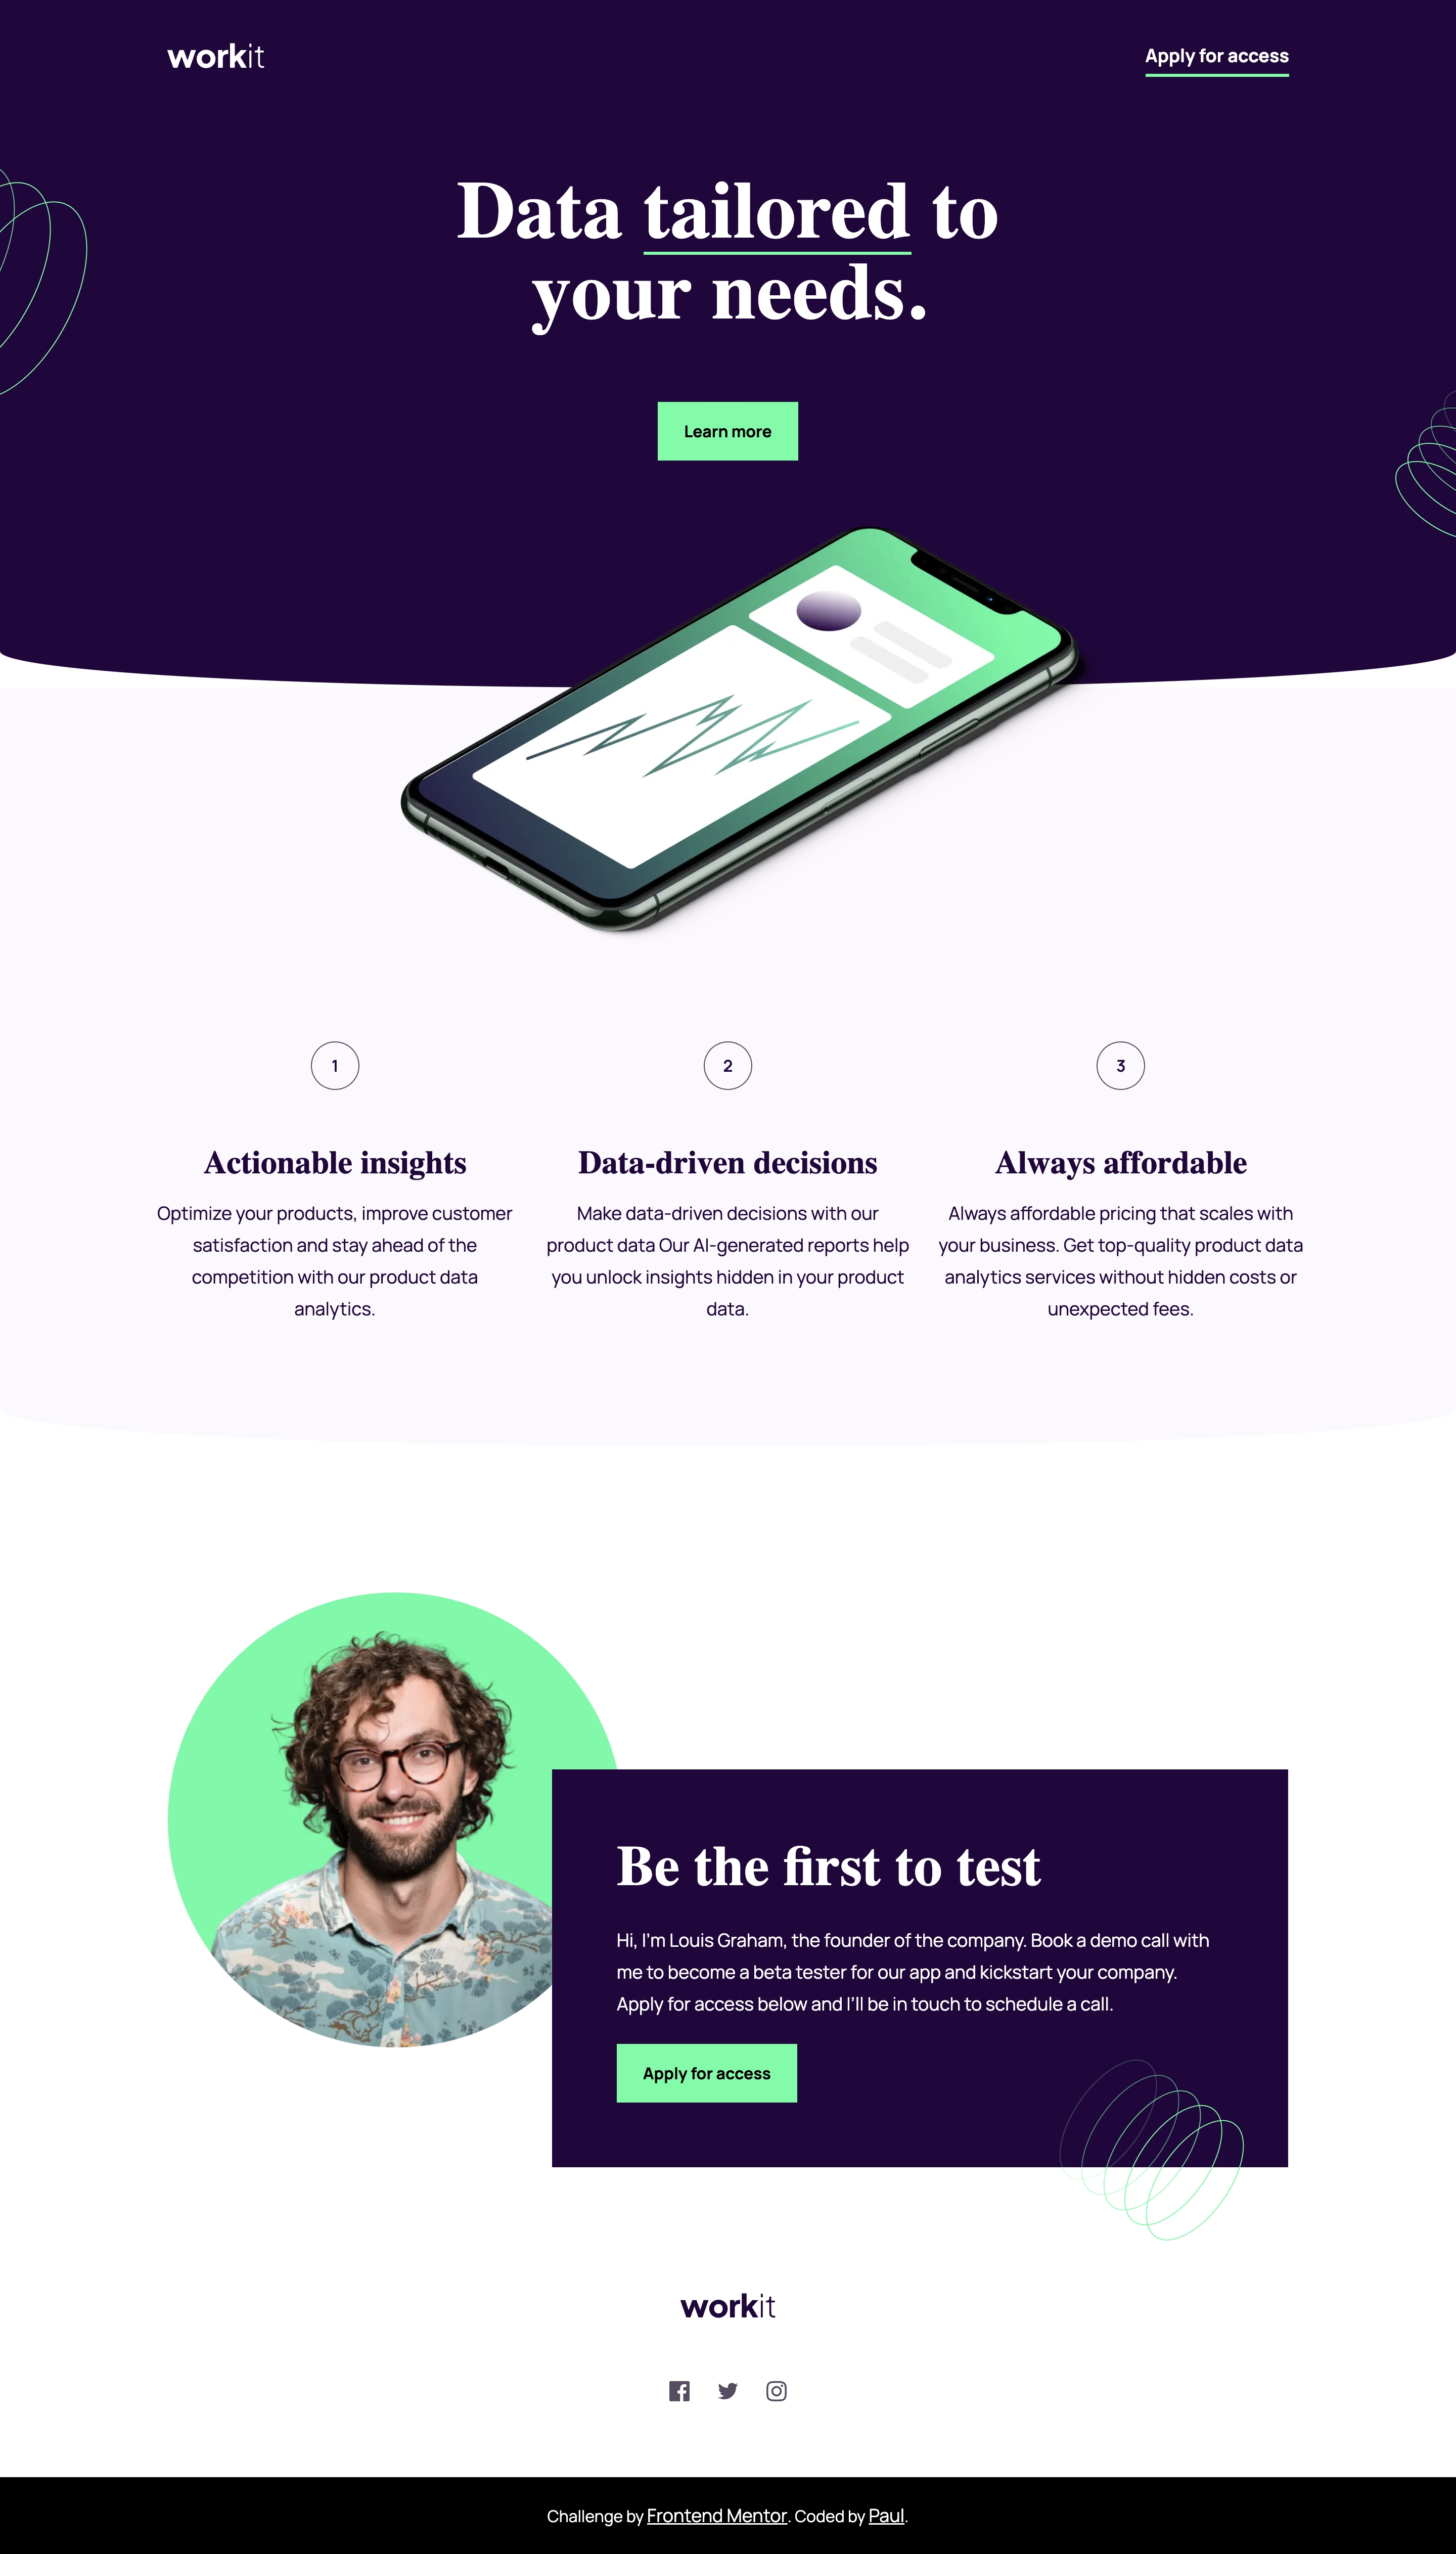 workit
Apply for access
Data tailored to
your needs.
Learn more
1
2
3
Actionable insights
Optimize your products, improve customer
satisfaction and stay ahead of the
competition with our product data
analytics.
Data-driven decisions
Make data-driven decisions with our
product data Our AI-generated reports help
you unlock insights hidden in your product
data.
Always affordable
Always affordable pricing that scales with
your business. Get top-quality product data
analytics services without hidden costs or
unexpected fees.
Be the first to test
Hi, I'm Louis Graham, the founder of the company. Book a demo call with
me to become a beta tester for our app and kickstart your company.
Apply for access below and I'll be in touch to schedule a call.
Apply for access
workit
Challenge by Frontend Mentor. Coded by Paul.